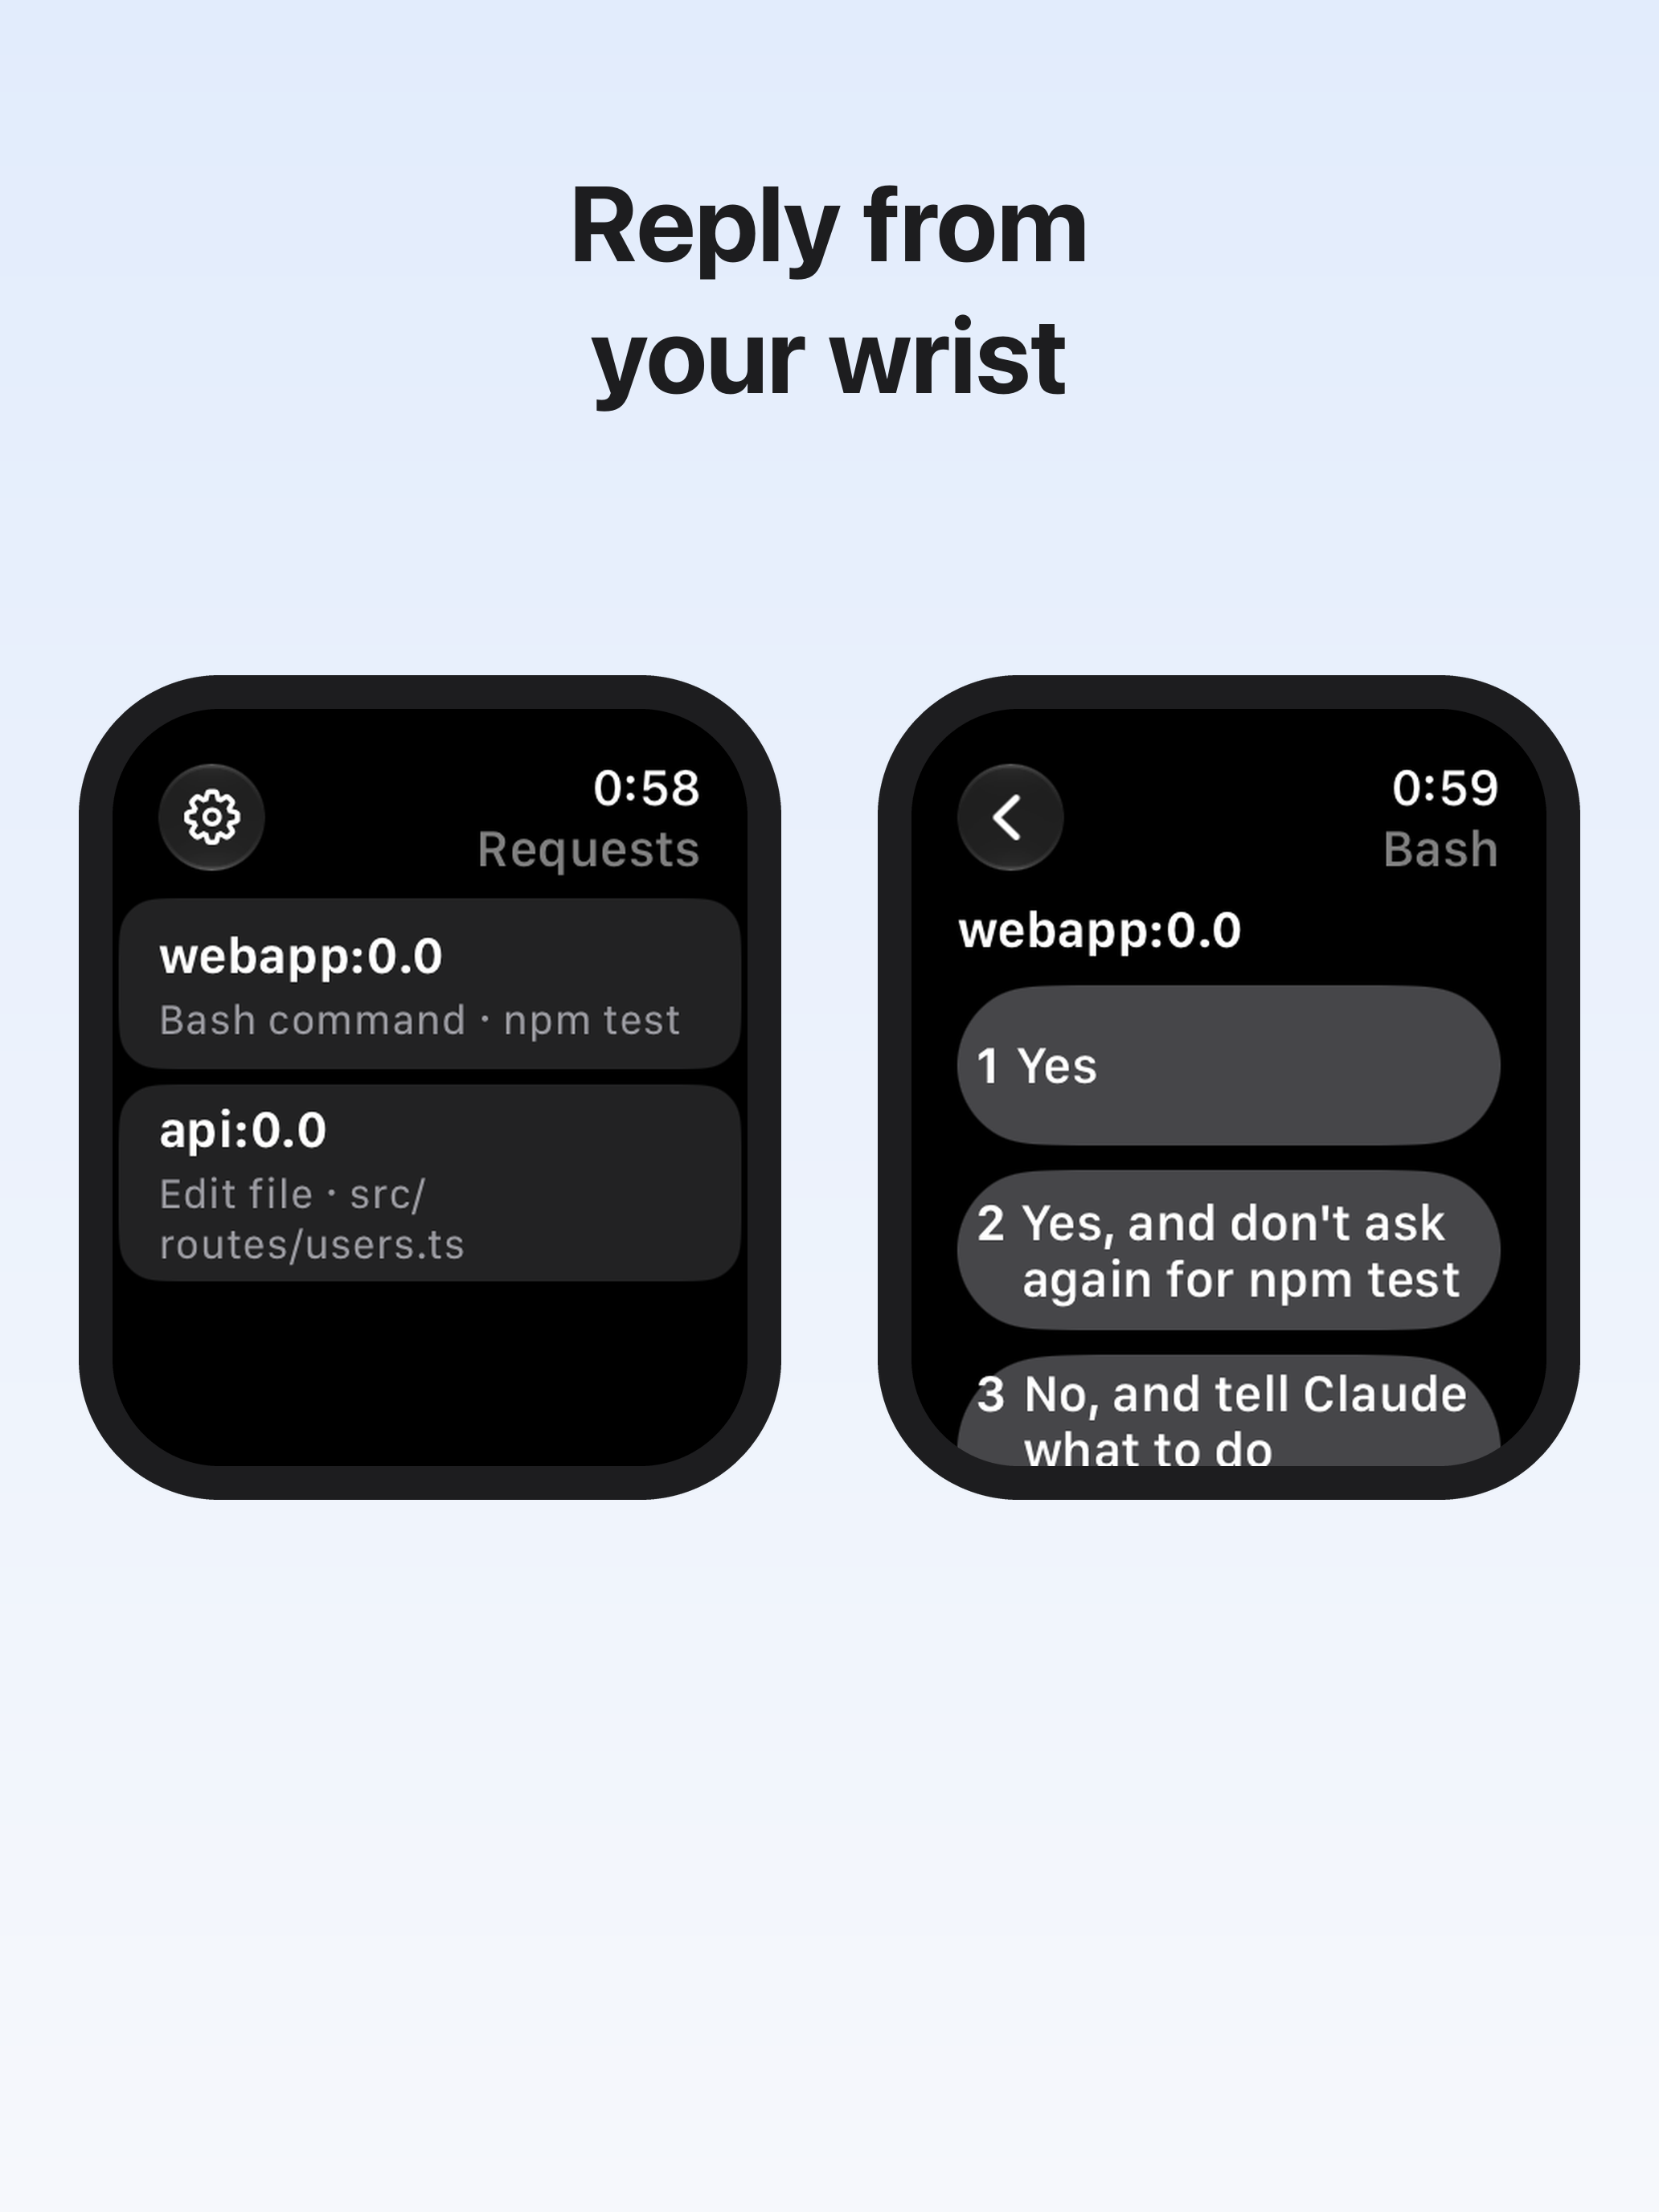 Reply from
your wrist
0:58
Requests
webapp:0.0
Bash command · npm test
api:0.0
Edit file · src/
routes/users.ts
0:59
Bash
webapp:0.0
1 Yes
2 Yes, and don't ask
again for npm test
3 No, and tell Claude
what to do